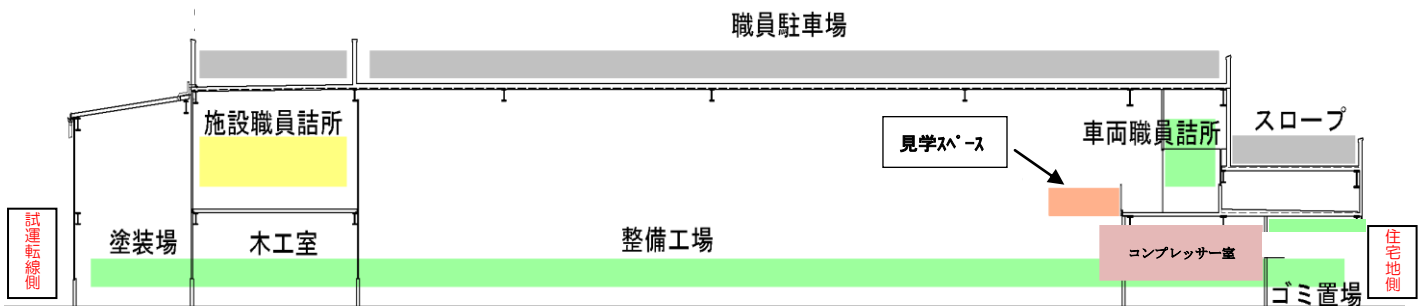 職員駐車場
施設職員詰所
見学ｽﾍﾟｰｽ
車両職員詰所
スロープ
試運転線側
塗装場
木工室
整備工場
コンプレッサー室
住宅地側
ゴミ置場